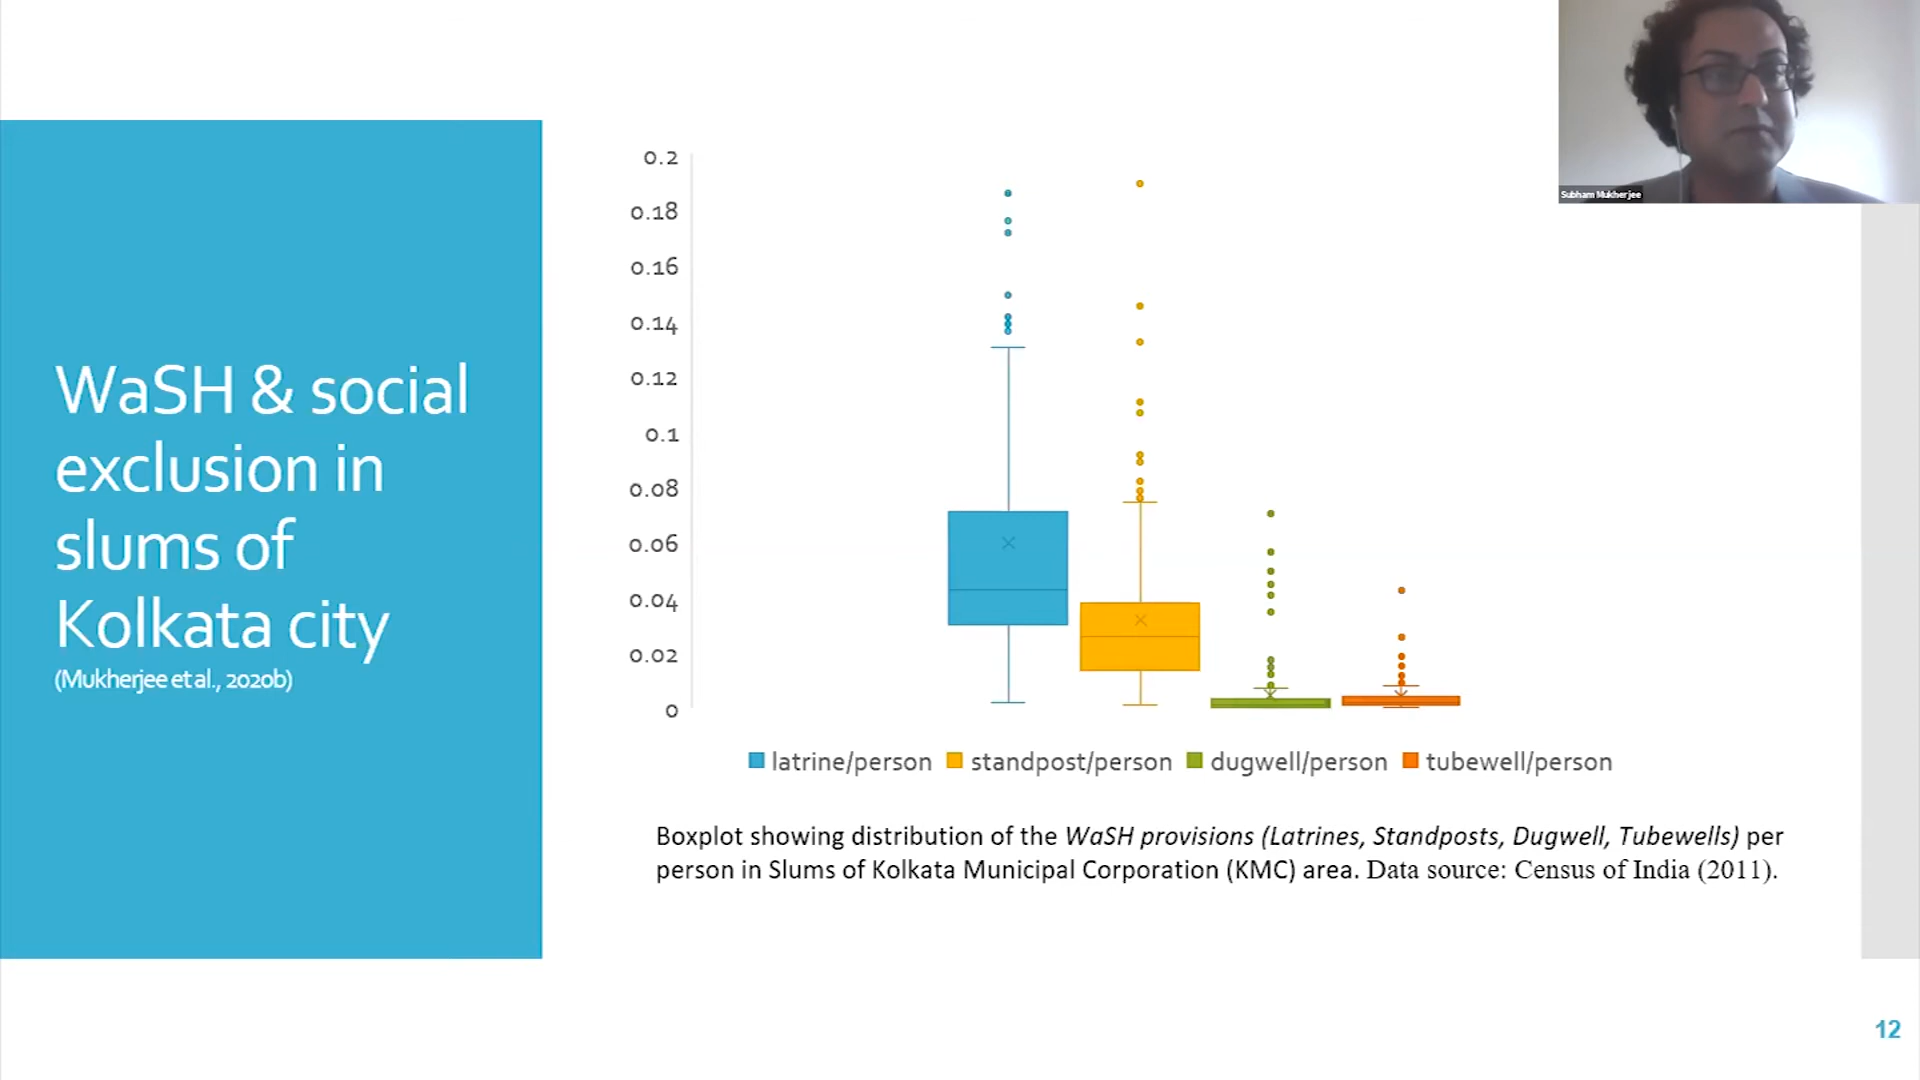 WaSH & social
exclusion in
slums of
Kolkata city
(Mukherjee et al., 2020b)
0.2
0.18
0.16
0.14
0.12
0.1
0.08
0.06
0.04
0.02
0
latrine/person standpost/person dugwell/person tubewell/person
Boxplot showing distribution of the WaSH provisions (Latrines, Standposts, Dugwell, Tubewells) per
person in Slums of Kolkata Municipal Corporation (KMC) area. Data source: Census of India (2011).
Subham Mukherjee
12